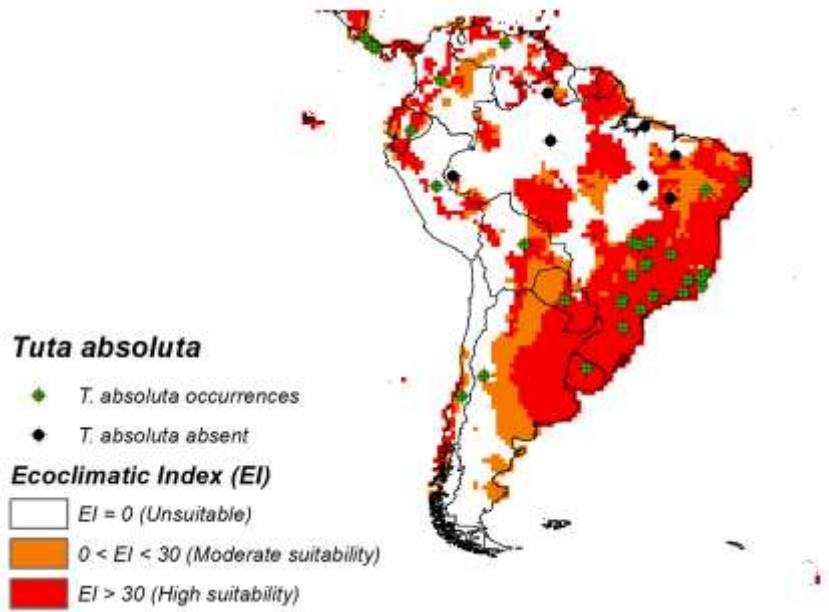 Tuta absoluta
T. absoluta occurrences
T. absoluta absent
Ecoclimatic Index (EI)
EI = 0 (Unsuitable)
0 < EI < 30 (Moderate suitability)
EI > 30 (High suitability)